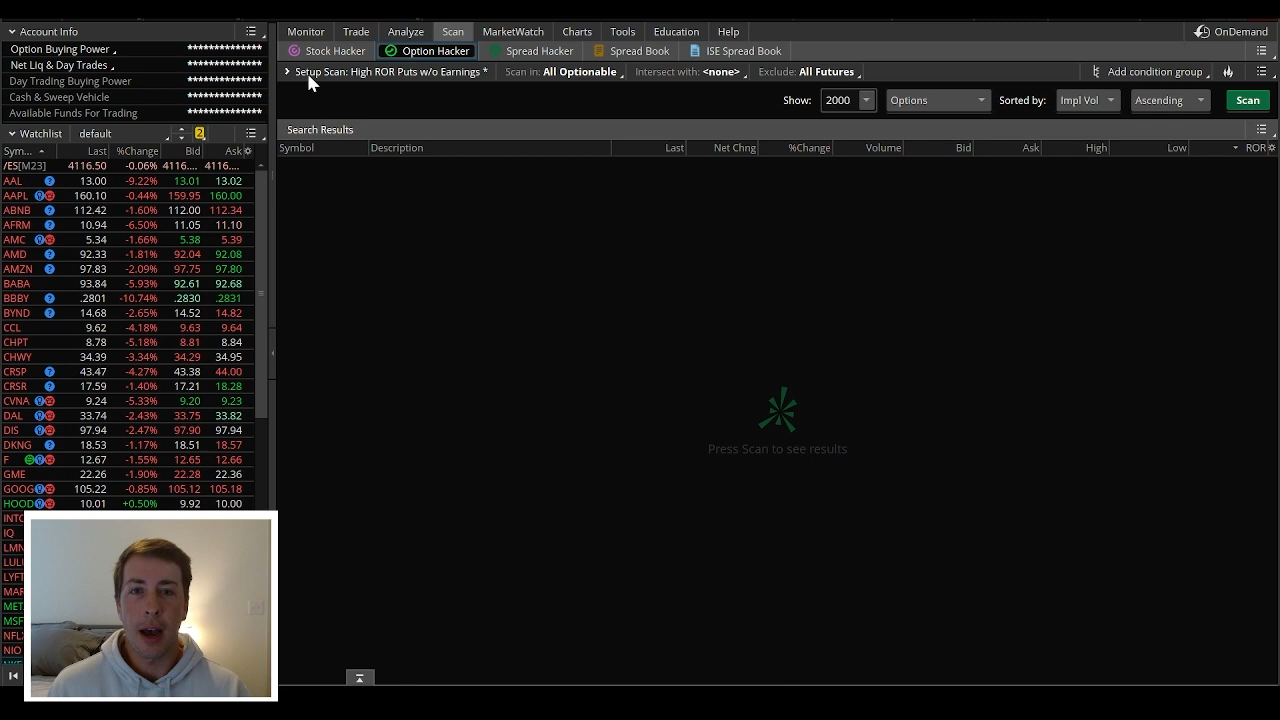 Account Info
Option Buying Power **************
Net Liq & Day Trades **************
Day Trading Buying Power **************
Cash & Sweep Vehicle **************
Available Funds For Trading **************
Watchlist default 2
Sym... Last %Change Bid Ask
/ES[M23] 4116.50 -0.06% 4116.... 4116....
AAL 13.00 -9.22% 13.01 13.02
AAPL 160.10 -0.44% 159.95 160.00
ABNB 112.42 -1.60% 112.00 112.34
AFRM 10.94 -6.50% 11.05 11.10
AMC 5.34 -1.66% 5.38 5.39
AMD 92.33 -1.81% 92.04 92.08
AMZN 97.83 -2.09% 97.75 97.80
BABA 93.84 -5.93% 92.61 92.68
BBBY .2801 -10.74% .2830 .2831
BYND 14.68 -2.65% 14.52 14.82
CCL 9.62 -4.18% 9.63 9.64
CHPT 8.78 -5.18% 8.81 8.84
CHWY 34.39 -3.34% 34.29 34.95
CRSP 43.47 -4.27% 43.38 44.00
CRSR 17.59 -1.40% 17.21 18.28
CVNA 9.24 -5.33% 9.20 9.23
DAL 33.74 -2.43% 33.75 33.82
DIS 97.94 -2.47% 97.90 97.94
DKNG 18.53 -1.17% 18.51 18.57
F 12.67 -1.55% 12.65 12.66
GME 22.26 -1.90% 22.28 22.36
GOOG 105.22 -0.85% 105.12 105.18
HOOD 10.01 +0.50% 9.92 10.00
INTC
IQ
LMN
LULU
LYFT
MAR
MET
MSF
NFL
NIO
Monitor Trade Analyze Scan MarketWatch Charts Tools Education Help OnDemand
Stock Hacker Option Hacker Spread Hacker Spread Book ISE Spread Book
Setup Scan: High ROR Puts w/o Earnings * Scan in: All Optionable Intersect with: <none> Exclude: All Futures Add condition group
Show: 2000 Options Sorted by: Impl Vol Ascending Scan
Search Results
Symbol Description Last Net Chng %Change Volume Bid Ask High Low ROR
Press Scan to see results